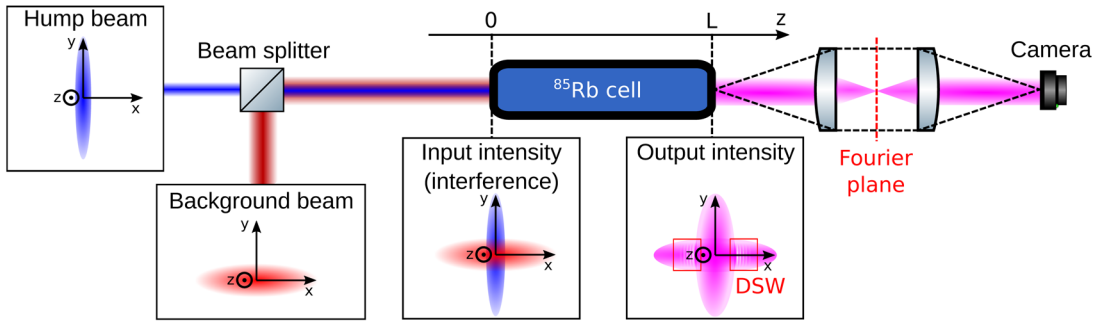 Hump beam
y
z
x
Beam splitter
Background beam
y
z
x
0
L
z
⁸⁵Rb cell
Input intensity
(interference)
y
z
x
Output intensity
y
z
x
DSW
Fourier
plane
Camera